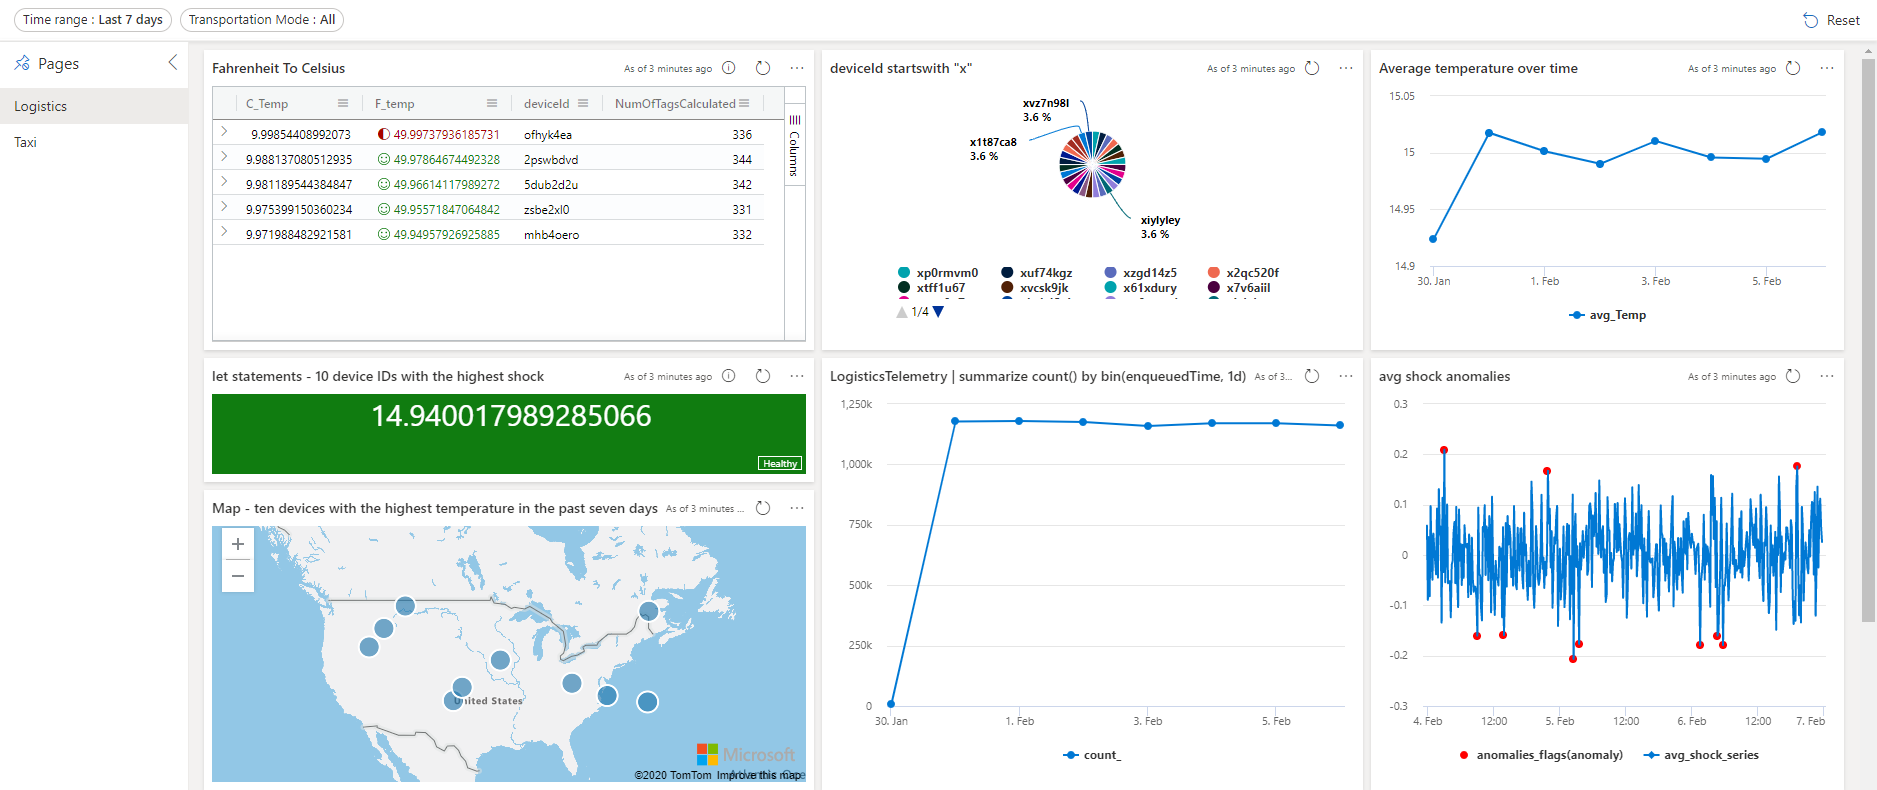 Time range : Last 7 days
Transportation Mode : All
Reset
Pages
Logistics
Taxi
Fahrenheit To Celsius
As of 3 minutes ago
C_Temp F_temp deviceId NumOfTagsCalculated
9.99854408992073 49.99737936185731 ofhyk4ea 336
9.988137080512935 49.97864674492328 2pswbdvd 344
9.981189544384847 49.96614117989272 5dub2d2u 342
9.975399150360234 49.95571847064842 zsbe2xl0 331
9.971988482921581 49.94957926925885 mhb4oero 332
Columns
deviceId startswith "x"
As of 3 minutes ago
xvz7n98l
3.6 %
x1t87ca8
3.6 %
xiylyley
3.6 %
xp0rmvm0 xuf74kgz xzgd14z5 x2qc520f
xtff1u67 xvcsk9jk x61xdury x7v6aiil
1/4
Average temperature over time
As of 3 minutes ago
15.05
15
14.95
14.9
30. Jan 1. Feb 3. Feb 5. Feb
avg_Temp
let statements - 10 device IDs with the highest shock
As of 3 minutes ago
14.940017989285066
Healthy
Map - ten devices with the highest temperature in the past seven days
As of 3 minutes ...
+
−
United States
Microsoft
©2020 TomTom Improve this map
LogisticsTelemetry | summarize count() by bin(enqueuedTime, 1d)
As of 3...
1,250k
1,000k
750k
500k
250k
0
30. Jan 1. Feb 3. Feb 5. Feb
count_
avg shock anomalies
As of 3 minutes ago
0.3
0.2
0.1
0
-0.1
-0.2
-0.3
4. Feb 12:00 5. Feb 12:00 6. Feb 12:00 7. Feb
anomalies_flags(anomaly) avg_shock_series